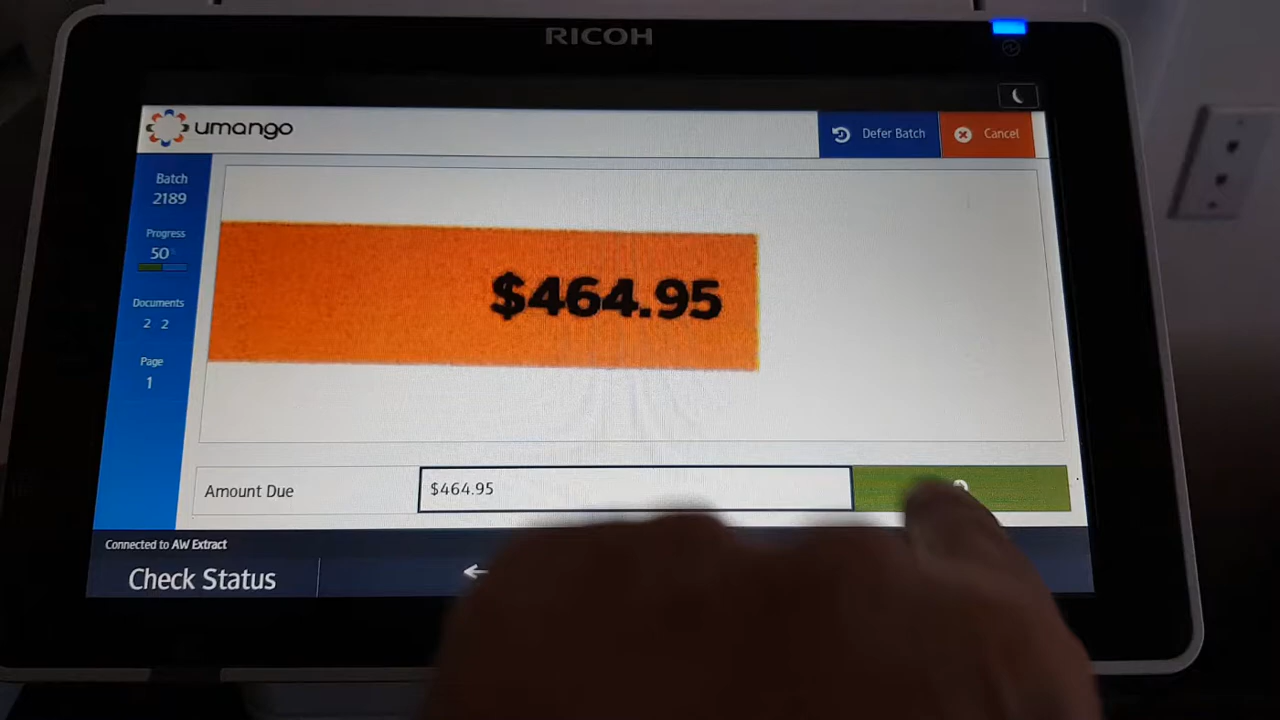 RICOH
umango
Defer Batch
Cancel
Batch
2189
Progress
50%
Documents
2 2
Page
1
$464.95
Amount Due
$464.95
Connected to AW Extract
Check Status